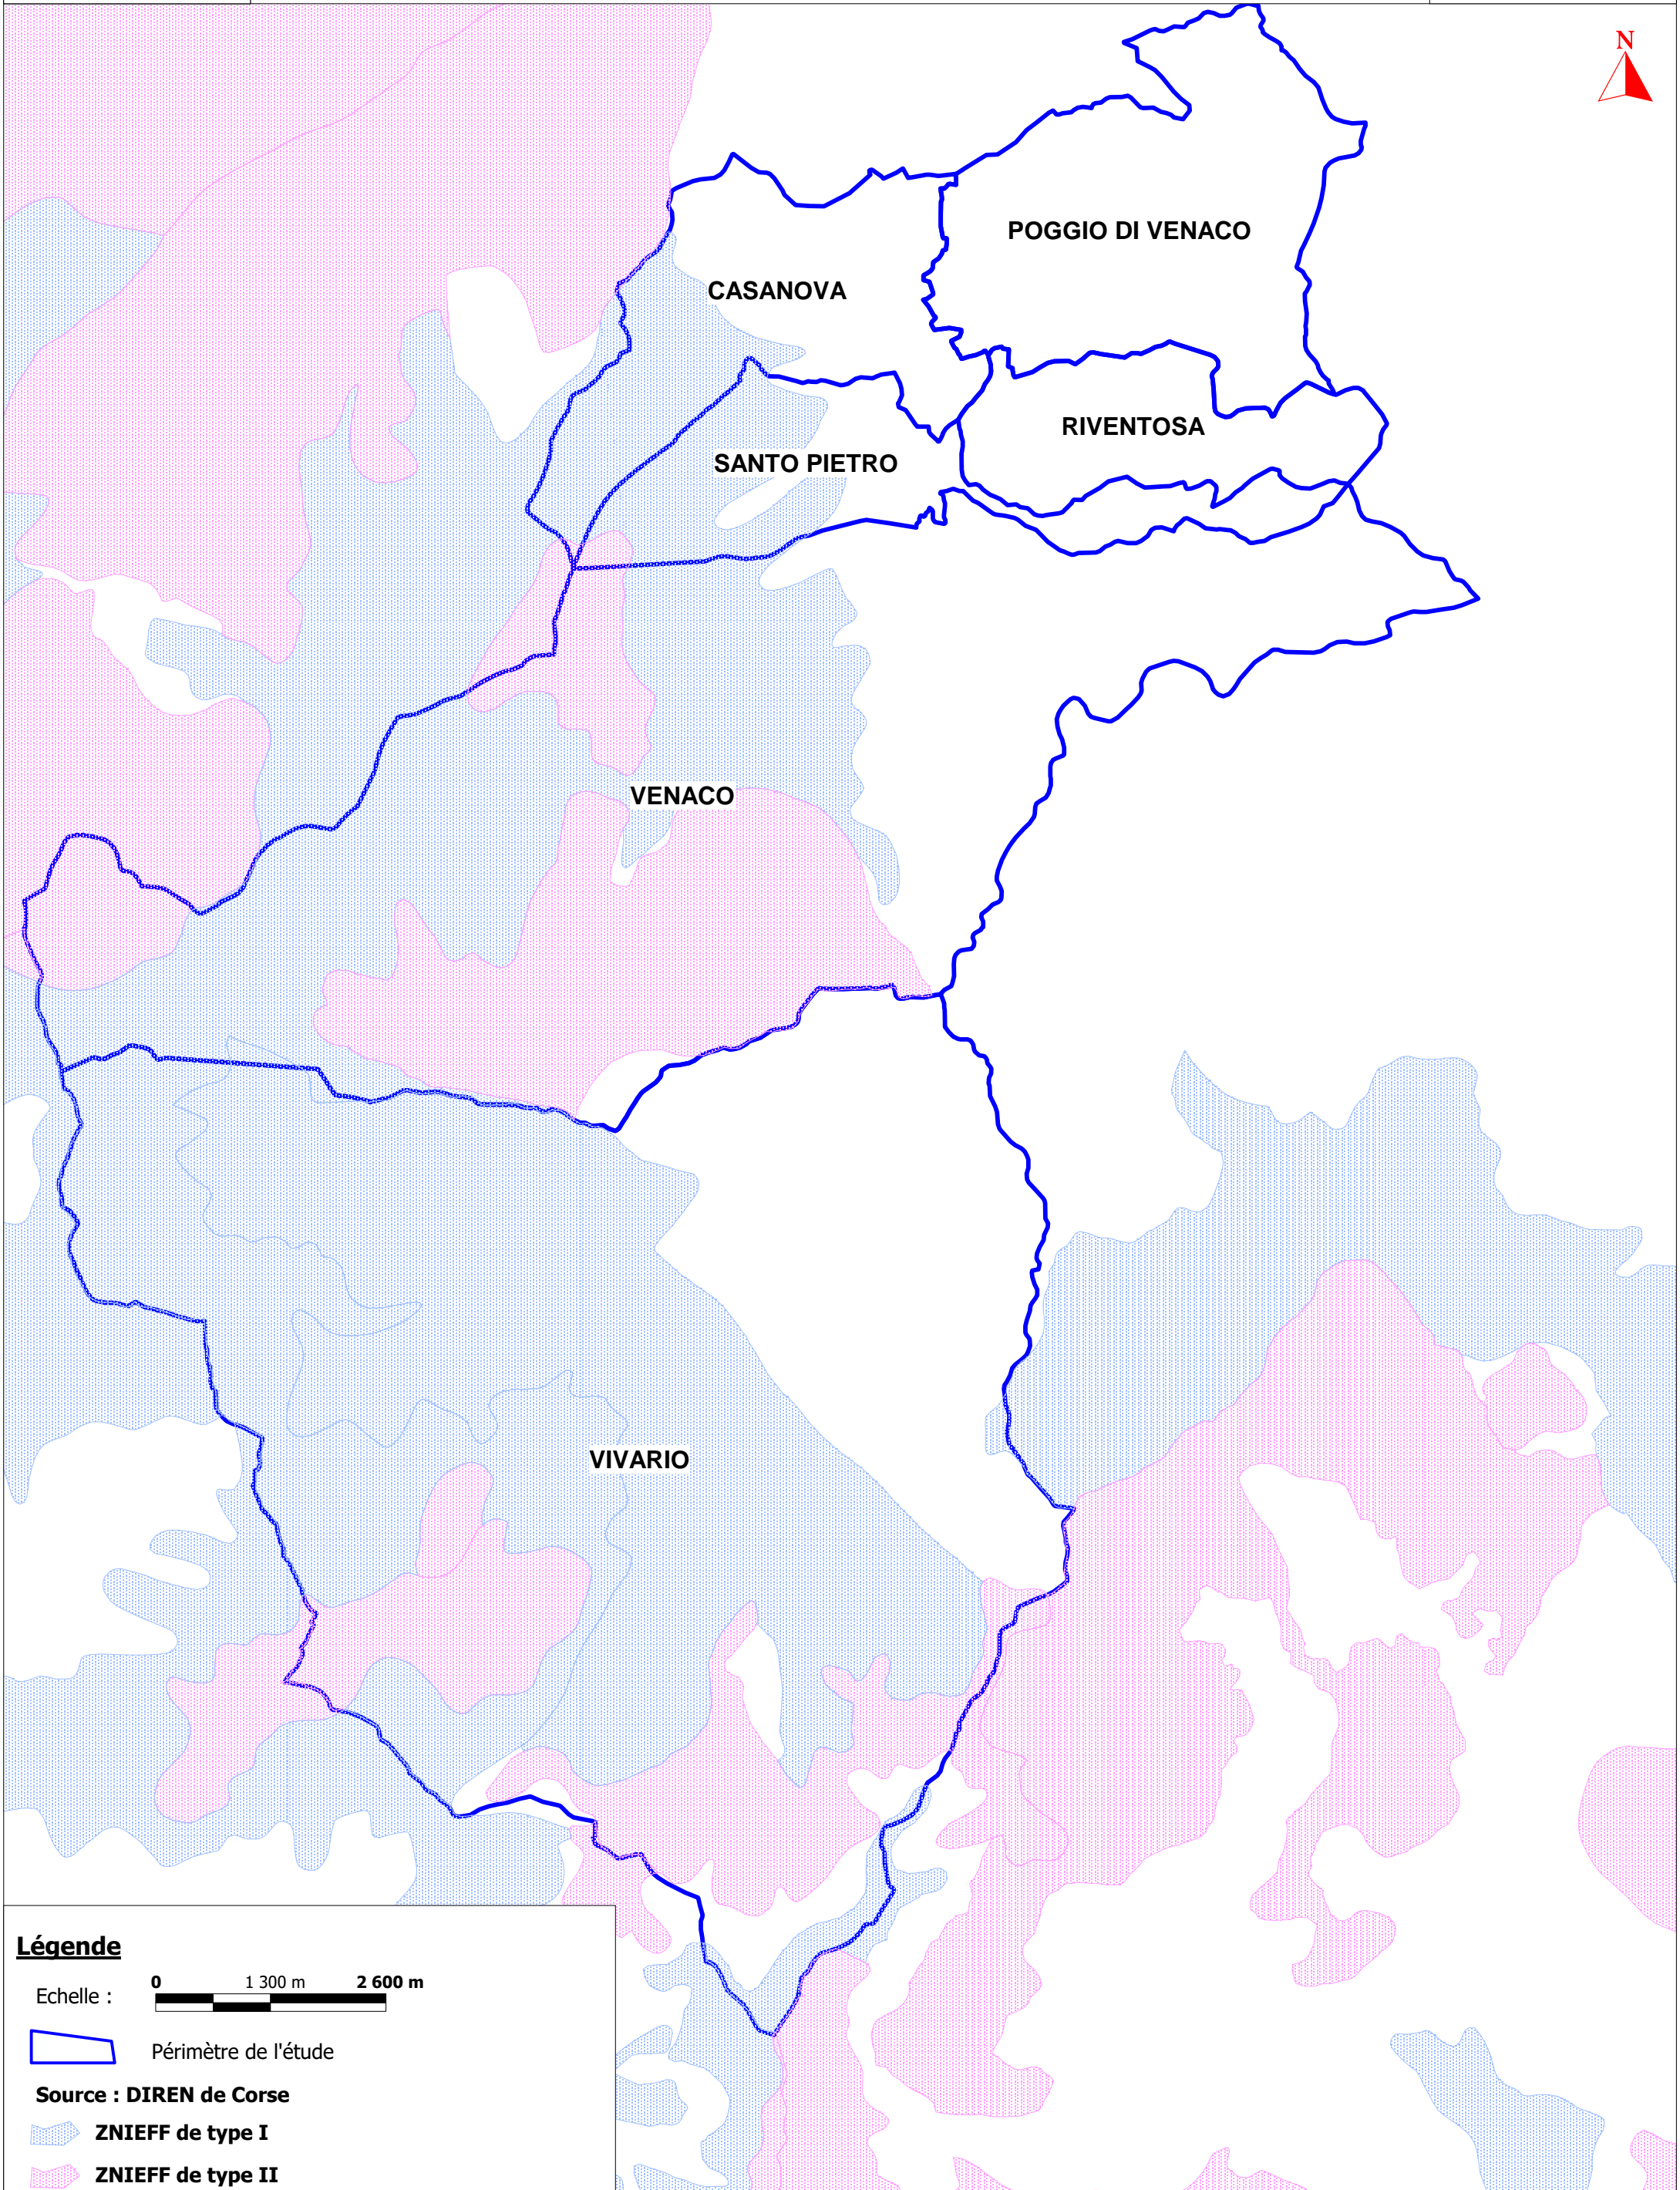 N
POGGIO DI VENACO
CASANOVA
RIVENTOSA
SANTO PIETRO
VENACO
VIVARIO
Légende
Echelle :
0 1 300 m 2 600 m
Périmètre de l'étude
Source : DIREN de Corse
ZNIEFF de type I
ZNIEFF de type II